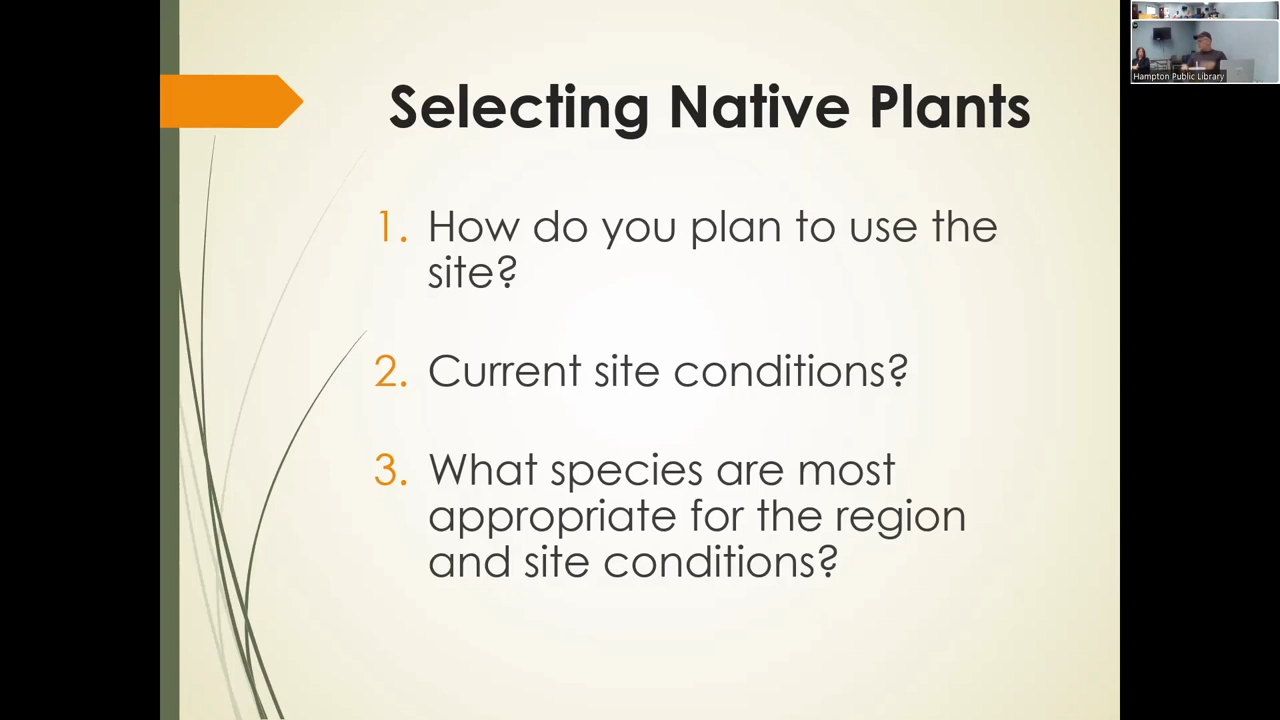 Selecting Native Plants
1. How do you plan to use the
site?
2. Current site conditions?
3. What species are most
appropriate for the region
and site conditions?
Hampton Public Library